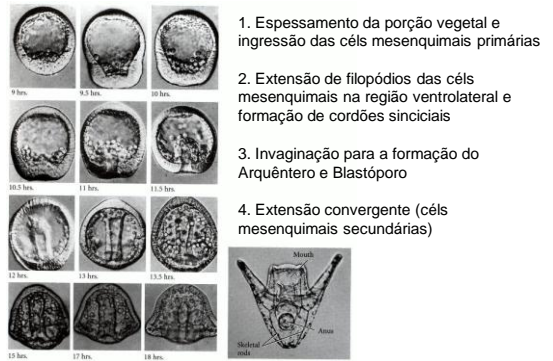 1. Espessamento da porção vegetal e
ingressão das céls mesenquimais primárias
2. Extensão de filopódios das céls
mesenquimais na região ventrolateral e
formação de cordões sinciciais
3. Invaginação para a formação do
Arquêntero e Blastóporo
4. Extensão convergente (céls
mesenquimais secundárias)
9 hrs.
9.5 hrs.
10 hrs.
10.5 hrs.
11 hrs.
11.5 hrs.
12 hrs.
13 hrs.
13.5 hrs.
15 hrs.
17 hrs.
18 hrs.
Mouth
Anus
Skeletal
rods